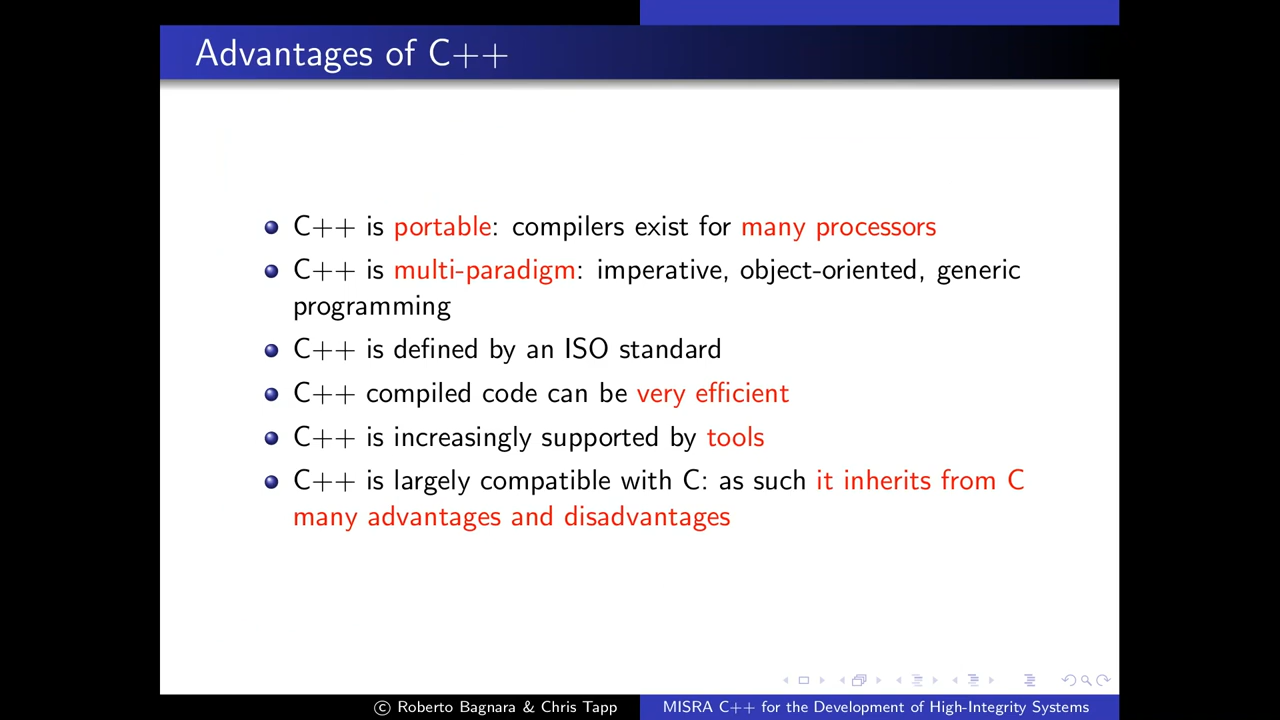 Advantages of C++
C++ is portable: compilers exist for many processors
C++ is multi-paradigm: imperative, object-oriented, generic
programming
C++ is defined by an ISO standard
C++ compiled code can be very efficient
C++ is increasingly supported by tools
C++ is largely compatible with C: as such it inherits from C
many advantages and disadvantages
© Roberto Bagnara & Chris Tapp
MISRA C++ for the Development of High-Integrity Systems